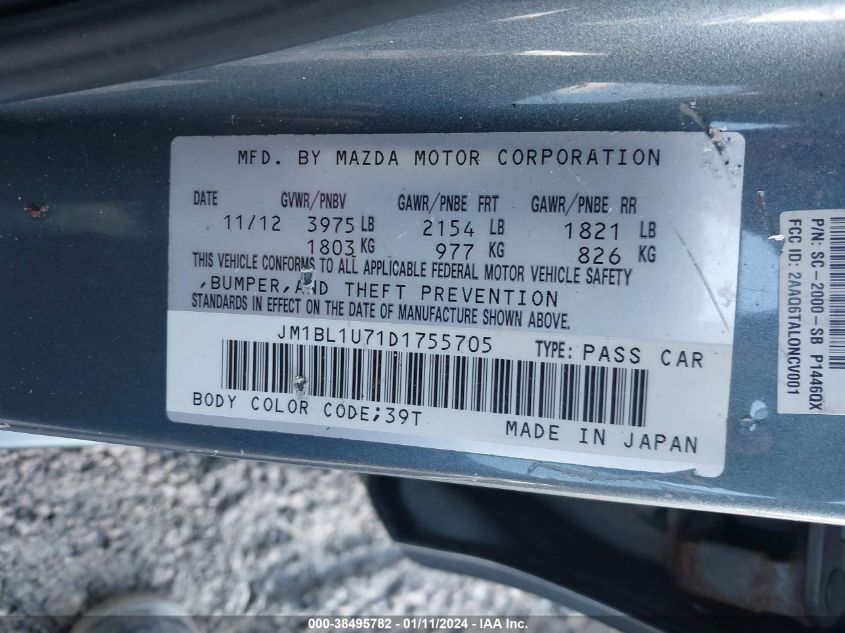 MFD. BY MAZDA MOTOR CORPORATION
DATE GVWR/PNBV GAWR/PNBE FRT GAWR/PNBE RR
11/12 3975 LB 2154 LB 1821 LB
1803 KG 977 KG 826 KG
THIS VEHICLE CONFORMS TO ALL APPLICABLE FEDERAL MOTOR VEHICLE SAFETY
,BUMPER,AND THEFT PREVENTION
STANDARDS IN EFFECT ON THE DATE OF MANUFACTURE SHOWN ABOVE.
JM1BL1U71D1755705 TYPE: PASS CAR
BODY COLOR CODE;39T
MADE IN JAPAN
P/N: SC-2000-SB P1446QX
FCC ID: 2AAQ6TALONCV001
000-38495782 - 01/11/2024 - IAA Inc.